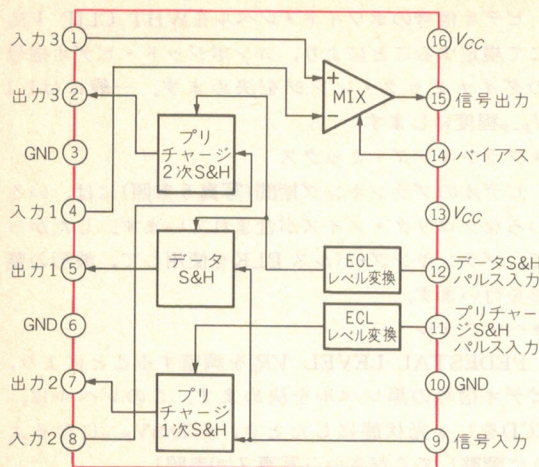 入力3 ①
出力3 ②
GND ③
入力1 ④
出力1 ⑤
GND ⑥
出力2 ⑦
入力2 ⑧
プリ
チャージ
2次S&H
データ
S&H
プリ
チャージ
1次S&H
+
−
MIX
ECL
レベル変換
ECL
レベル変換
⑯ VCC
⑮ 信号出力
⑭ バイアス
⑬ VCC
⑫ データS&H
パルス入力
⑪ プリチャー
ジS&H
パルス入力
⑩ GND
⑨ 信号入力